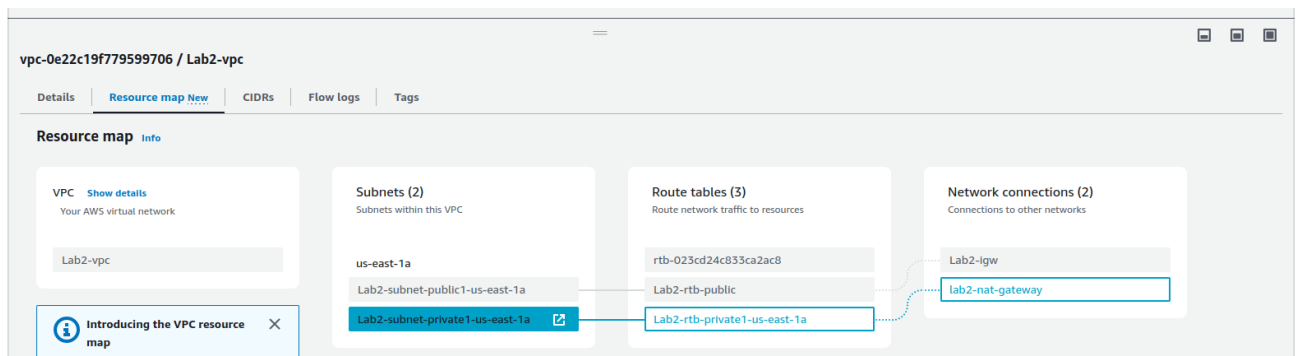 vpc-0e22c19f779599706 / Lab2-vpc
Details
Resource map New
CIDRs
Flow logs
Tags
Resource map Info
VPC Show details
Your AWS virtual network
Lab2-vpc
Introducing the VPC resource
map
Subnets (2)
Subnets within this VPC
us-east-1a
Lab2-subnet-public1-us-east-1a
Lab2-subnet-private1-us-east-1a
Route tables (3)
Route network traffic to resources
rtb-023cd24c833ca2ac8
Lab2-rtb-public
Lab2-rtb-private1-us-east-1a
Network connections (2)
Connections to other networks
Lab2-igw
lab2-nat-gateway